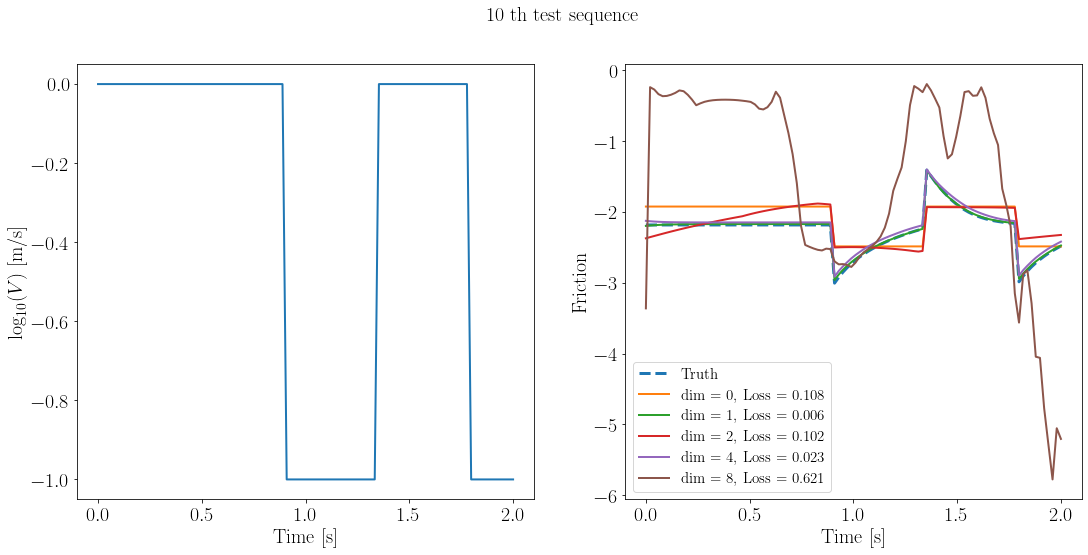 10 th test sequence
log10(V) [m/s]
0.0
−0.2
−0.4
−0.6
−0.8
−1.0
0.0 0.5 1.0 1.5 2.0
Time [s]
Friction
0
−1
−2
−3
−4
−5
−6
Truth
dim = 0, Loss = 0.108
dim = 1, Loss = 0.006
dim = 2, Loss = 0.102
dim = 4, Loss = 0.023
dim = 8, Loss = 0.621
0.0 0.5 1.0 1.5 2.0
Time [s]